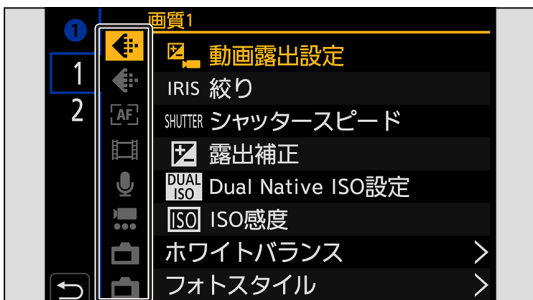 画質1
❶
1
2
動画露出設定
IRIS 絞り
SHUTTER シャッタースピード
露出補正
DUAL ISO Dual Native ISO設定
ISO ISO感度
ホワイトバランス
フォトスタイル
AF